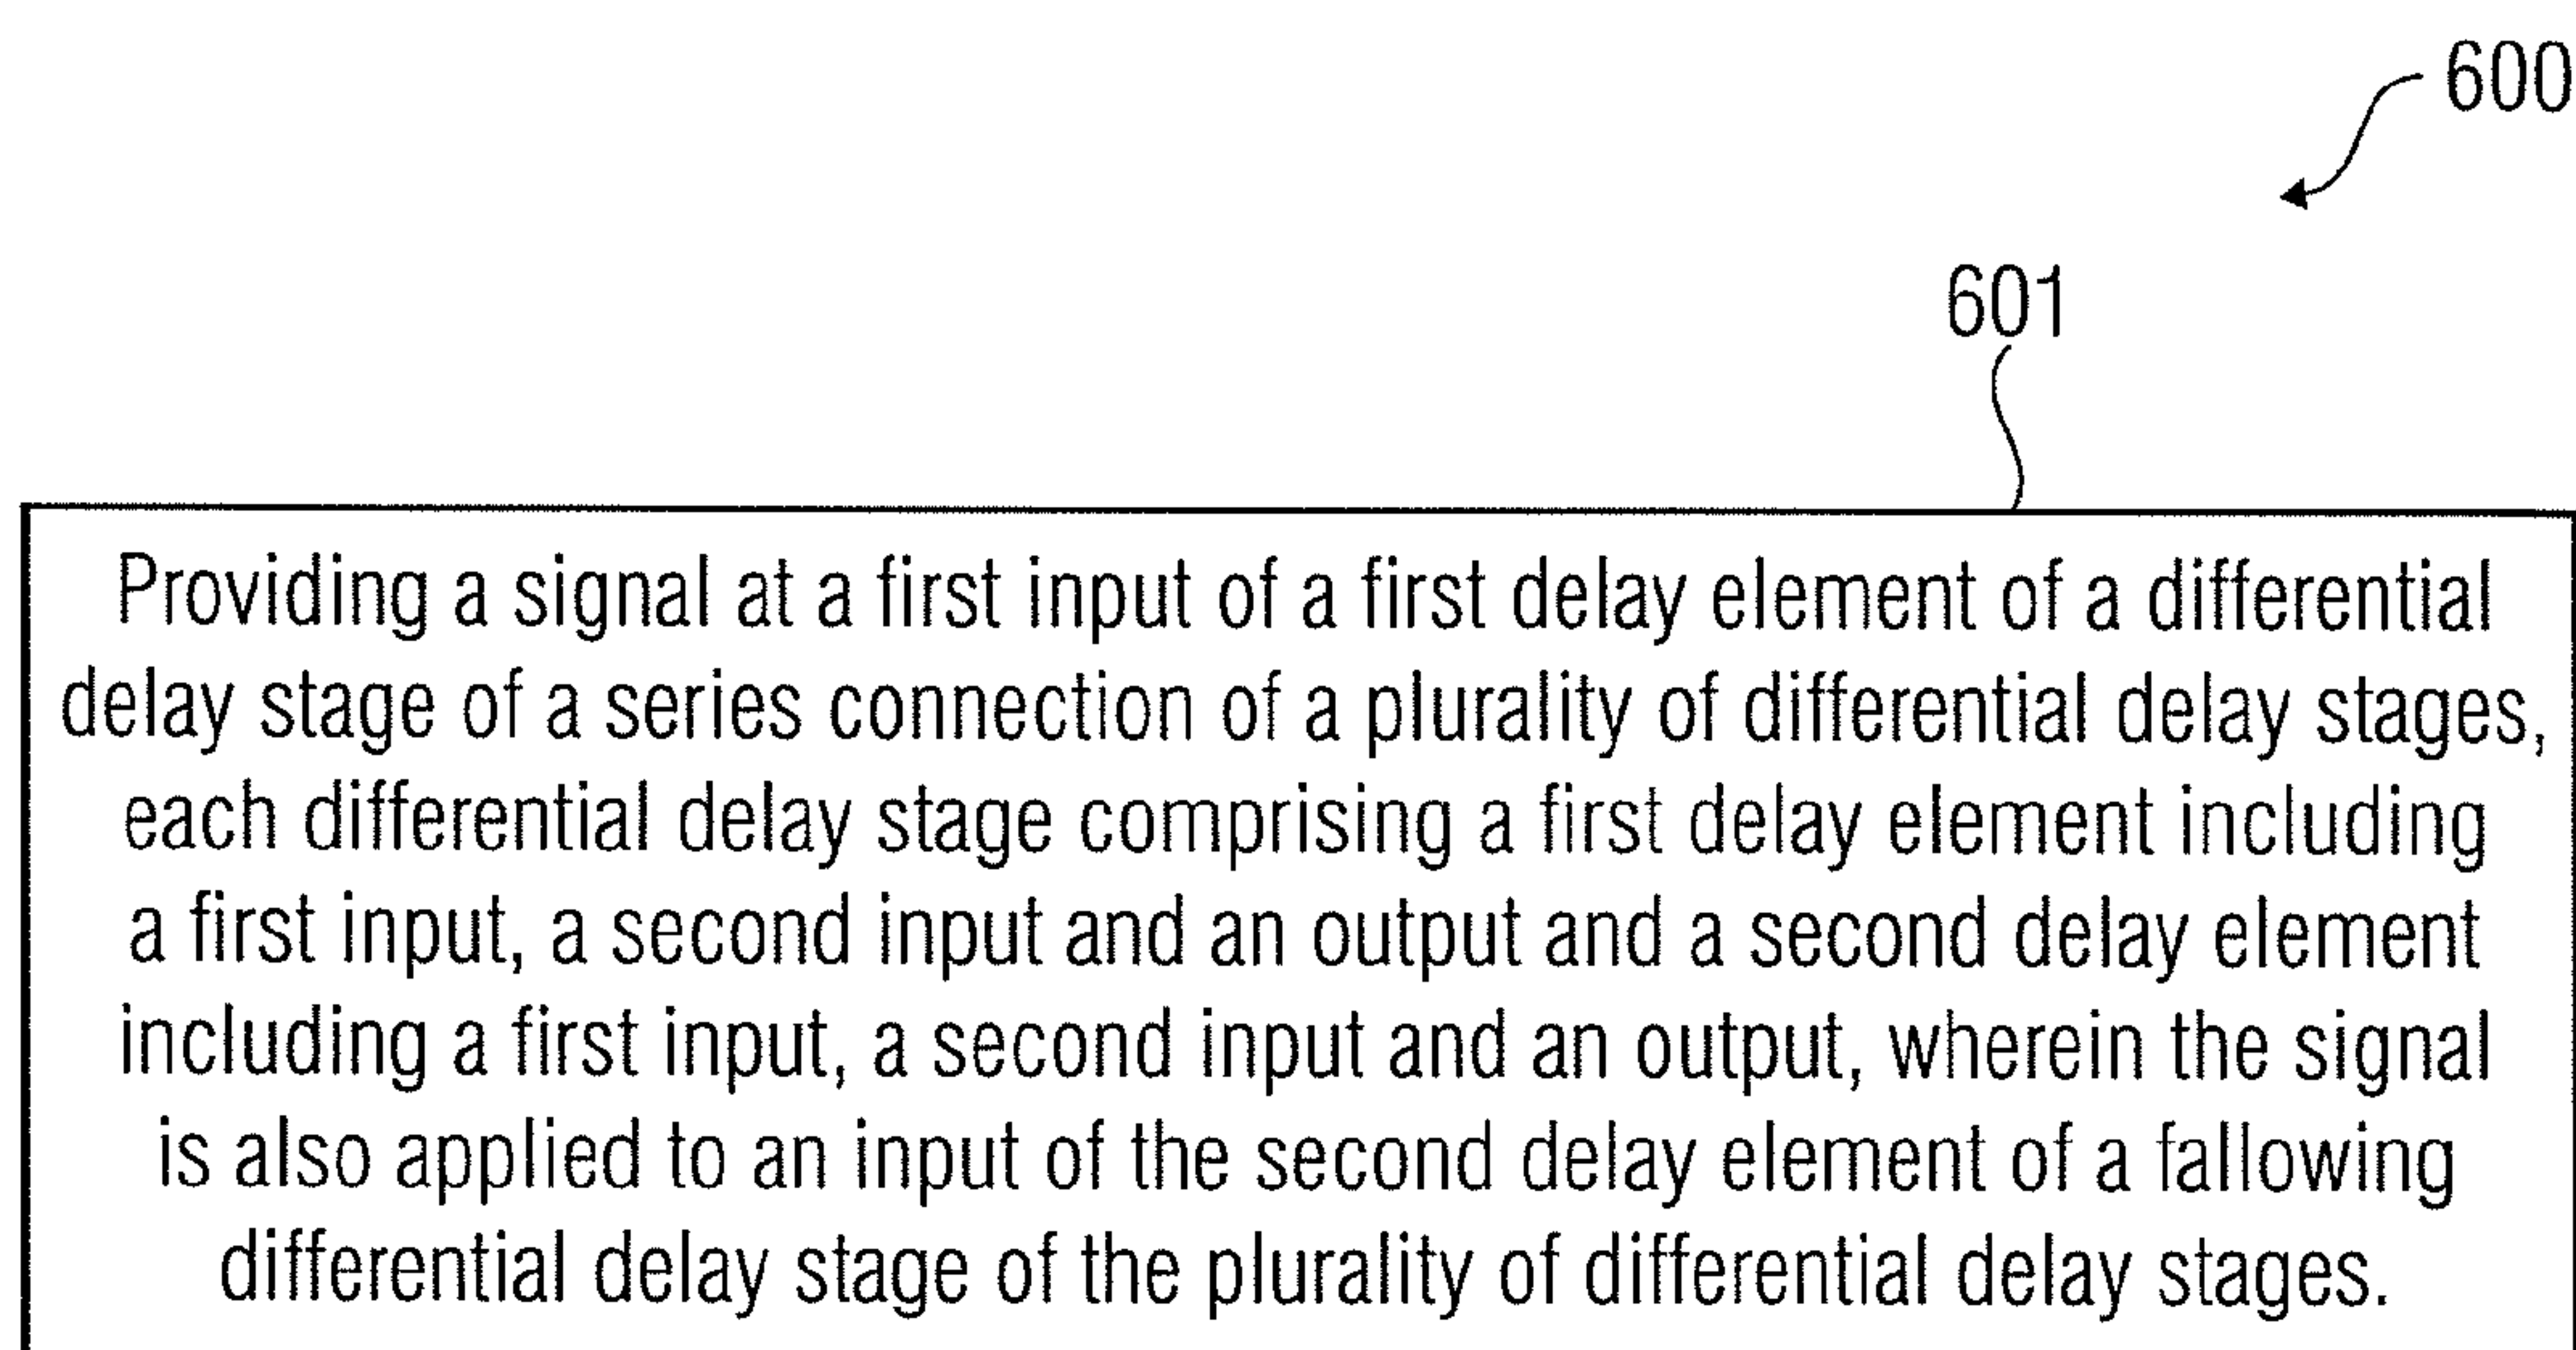 600
601
Providing a signal at a first input of a first delay element of a differential
delay stage of a series connection of a plurality of differential delay stages,
each differential delay stage comprising a first delay element including
a first input, a second input and an output and a second delay element
including a first input, a second input and an output, wherein the signal
is also applied to an input of the second delay element of a fallowing
differential delay stage of the plurality of differential delay stages.